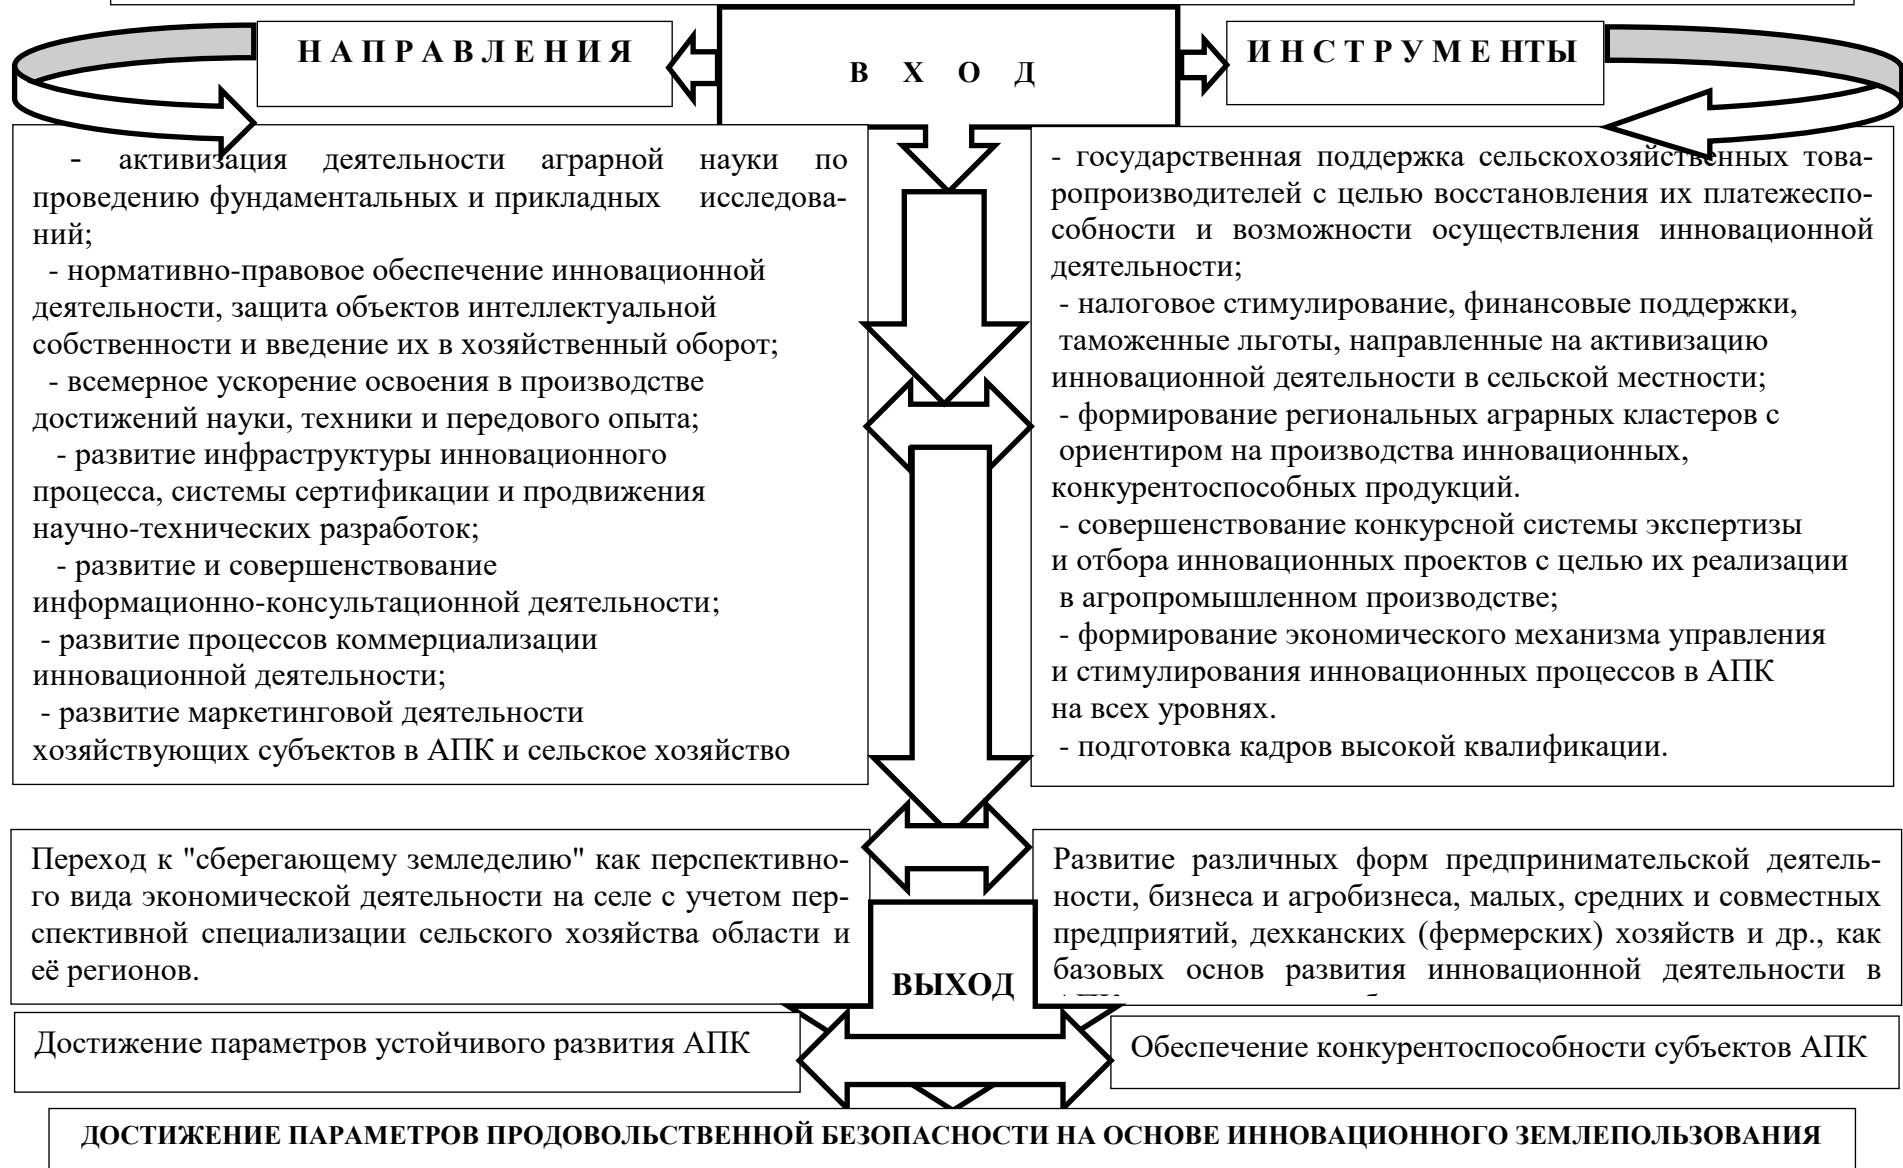 Н А П Р А В Л Е Н И Я
В Х О Д
И Н С Т Р У М Е НТЫ
- активизация деятельности аграрной науки по
проведению фундаментальных и прикладных исследова-
ний;
- нормативно-правовое обеспечение инновационной
деятельности, защита объектов интеллектуальной
собственности и введение их в хозяйственный оборот;
- всемерное ускорение освоения в производстве
достижений науки, техники и передового опыта;
- развитие инфраструктуры инновационного
процесса, системы сертификации и продвижения
научно-технических разработок;
- развитие и совершенствование
информационно-консультационной деятельности;
- развитие процессов коммерциализации
инновационной деятельности;
- развитие маркетинговой деятельности
хозяйствующих субъектов в АПК и сельское хозяйство
- государственная поддержка сельскохозяйственных това-
ропроизводителей с целью восстановления их платежеспо-
собности и возможности осуществления инновационной
деятельности;
- налоговое стимулирование, финансовые поддержки,
таможенные льготы, направленные на активизацию
инновационной деятельности в сельской местности;
- формирование региональных аграрных кластеров с
ориентиром на производства инновационных,
конкурентоспособных продукций.
- совершенствование конкурсной системы экспертизы
и отбора инновационных проектов с целью их реализации
в агропромышленном производстве;
- формирование экономического механизма управления
и стимулирования инновационных процессов в АПК
на всех уровнях.
- подготовка кадров высокой квалификации.
Переход к "сберегающему земледелию" как перспективно-
го вида экономической деятельности на селе с учетом пер-
спективной специализации сельского хозяйства области и
её регионов.
Развитие различных форм предпринимательской деятель-
ности, бизнеса и агробизнеса, малых, средних и совместных
предприятий, дехканских (фермерских) хозяйств и др., как
базовых основ развития инновационной деятельности в
ВЫХОД
Достижение параметров устойчивого развития АПК
Обеспечение конкурентоспособности субъектов АПК
ДОСТИЖЕНИЕ ПАРАМЕТРОВ ПРОДОВОЛЬСТВЕННОЙ БЕЗОПАСНОСТИ НА ОСНОВЕ ИННОВАЦИОННОГО ЗЕМЛЕПОЛЬЗОВАНИЯ